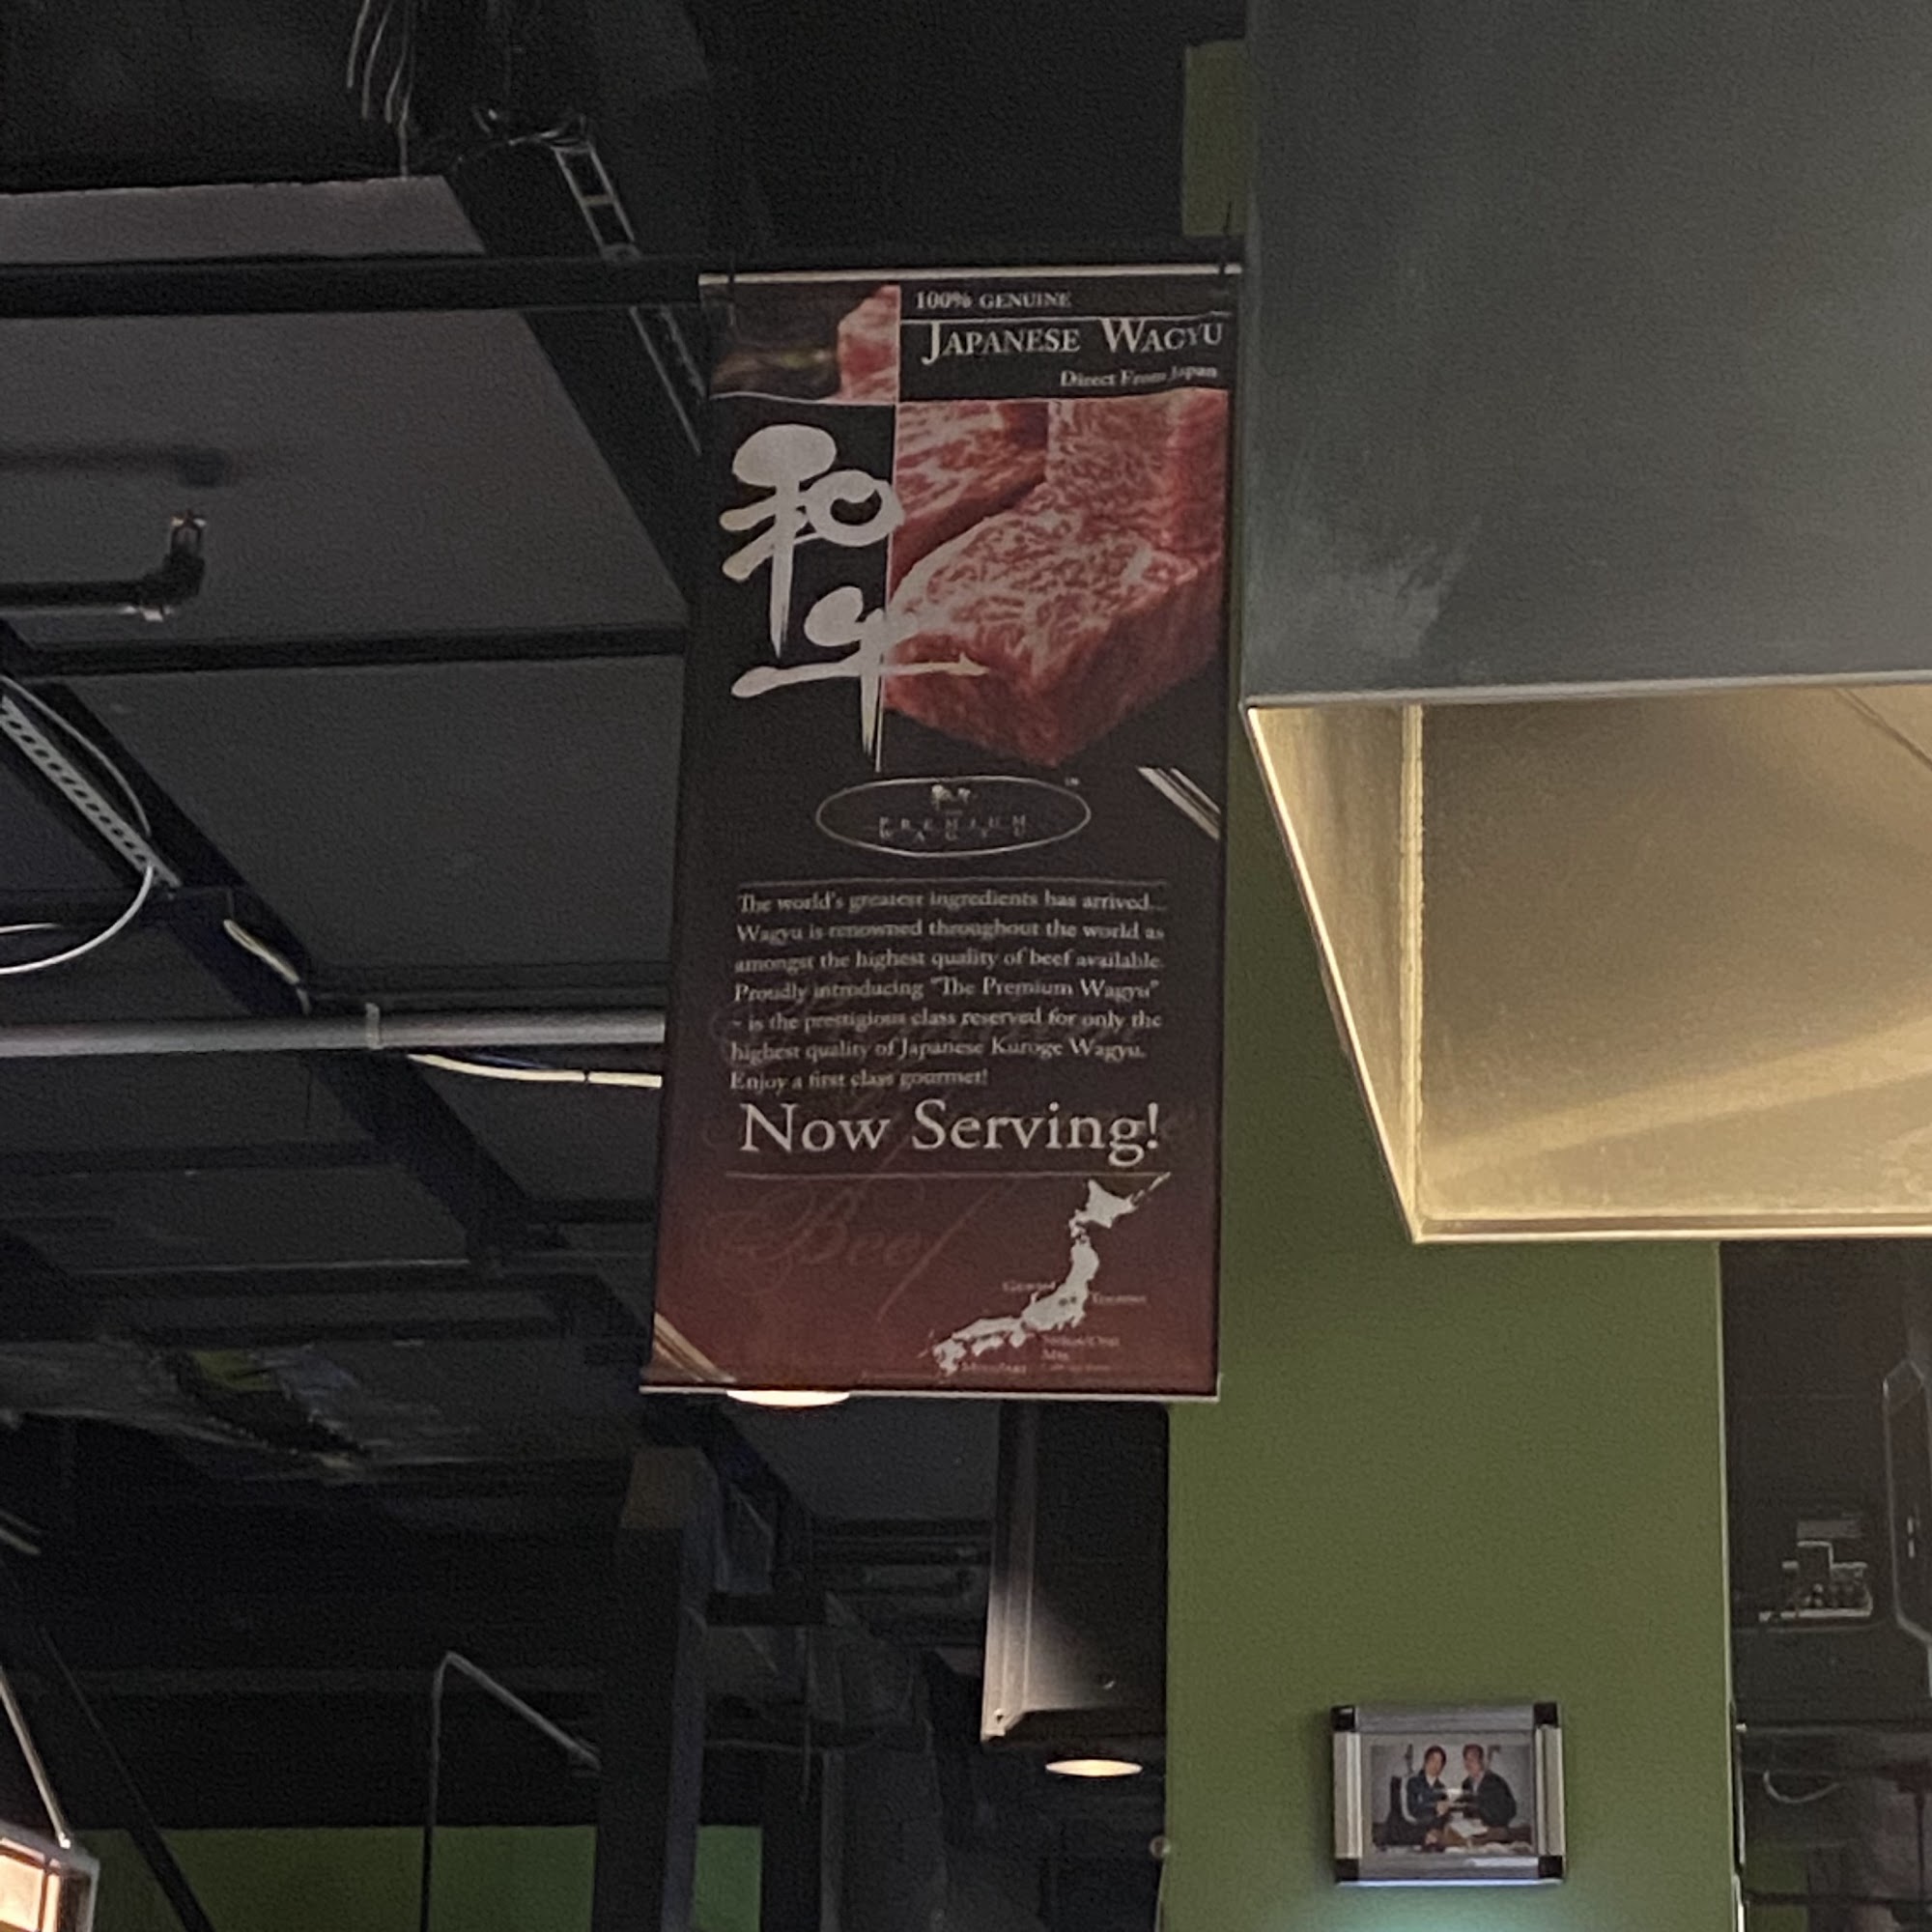 100% GENUINE
JAPANESE WAGYU
Direct From Japan
和
牛
PREMIUM
WAGYU
The world's greatest ingredients has arrived...
Wagyu is renowned throughout the world as
amongst the highest quality of beef available.
Proudly introducing "The Premium Wagyu"
- is the prestigious class reserved for only the
highest quality of Japanese Kuroge Wagyu.
Enjoy a first class gourmet!
Now Serving!
Beef